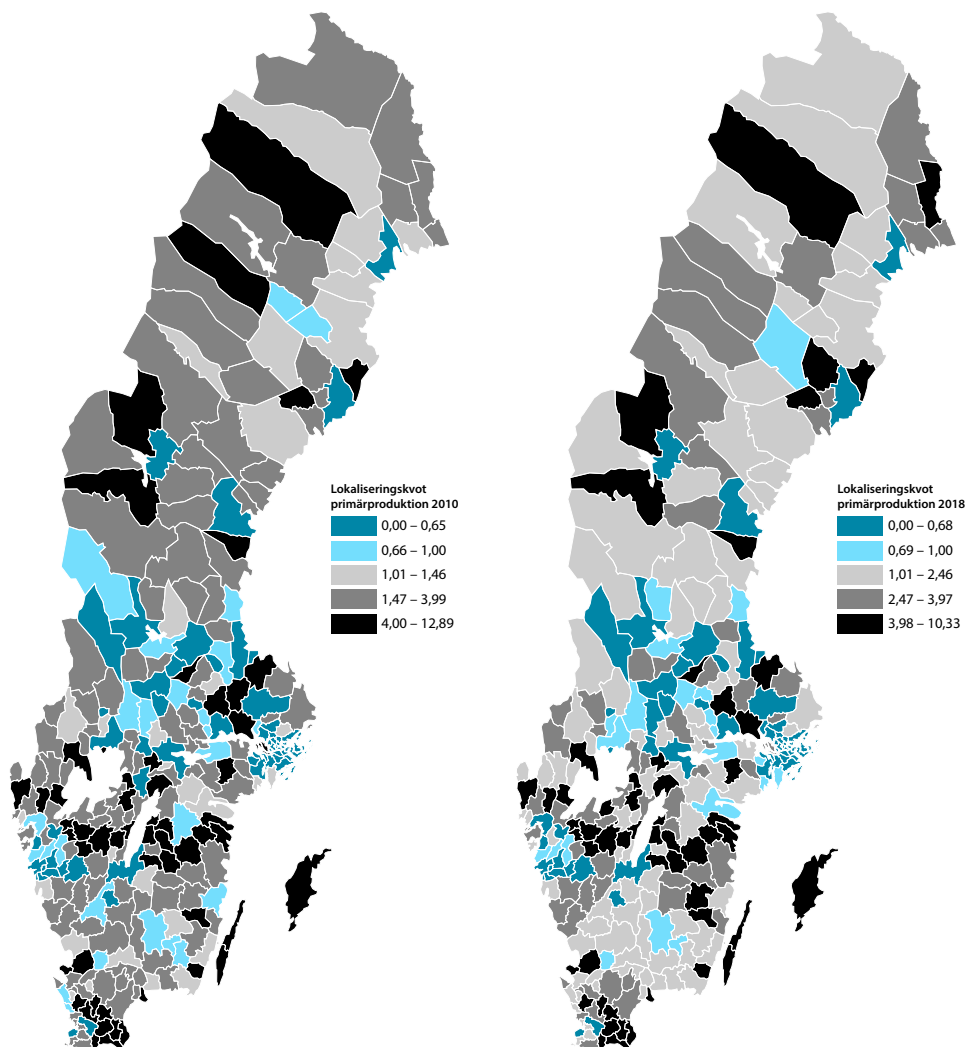 Lokaliseringskvot
primärproduktion 2010
0,00 – 0,65
0,66 – 1,00
1,01 – 1,46
1,47 – 3,99
4,00 – 12,89
Lokaliseringskvot
primärproduktion 2018
0,00 – 0,68
0,69 – 1,00
1,01 – 2,46
2,47 – 3,97
3,98 – 10,33